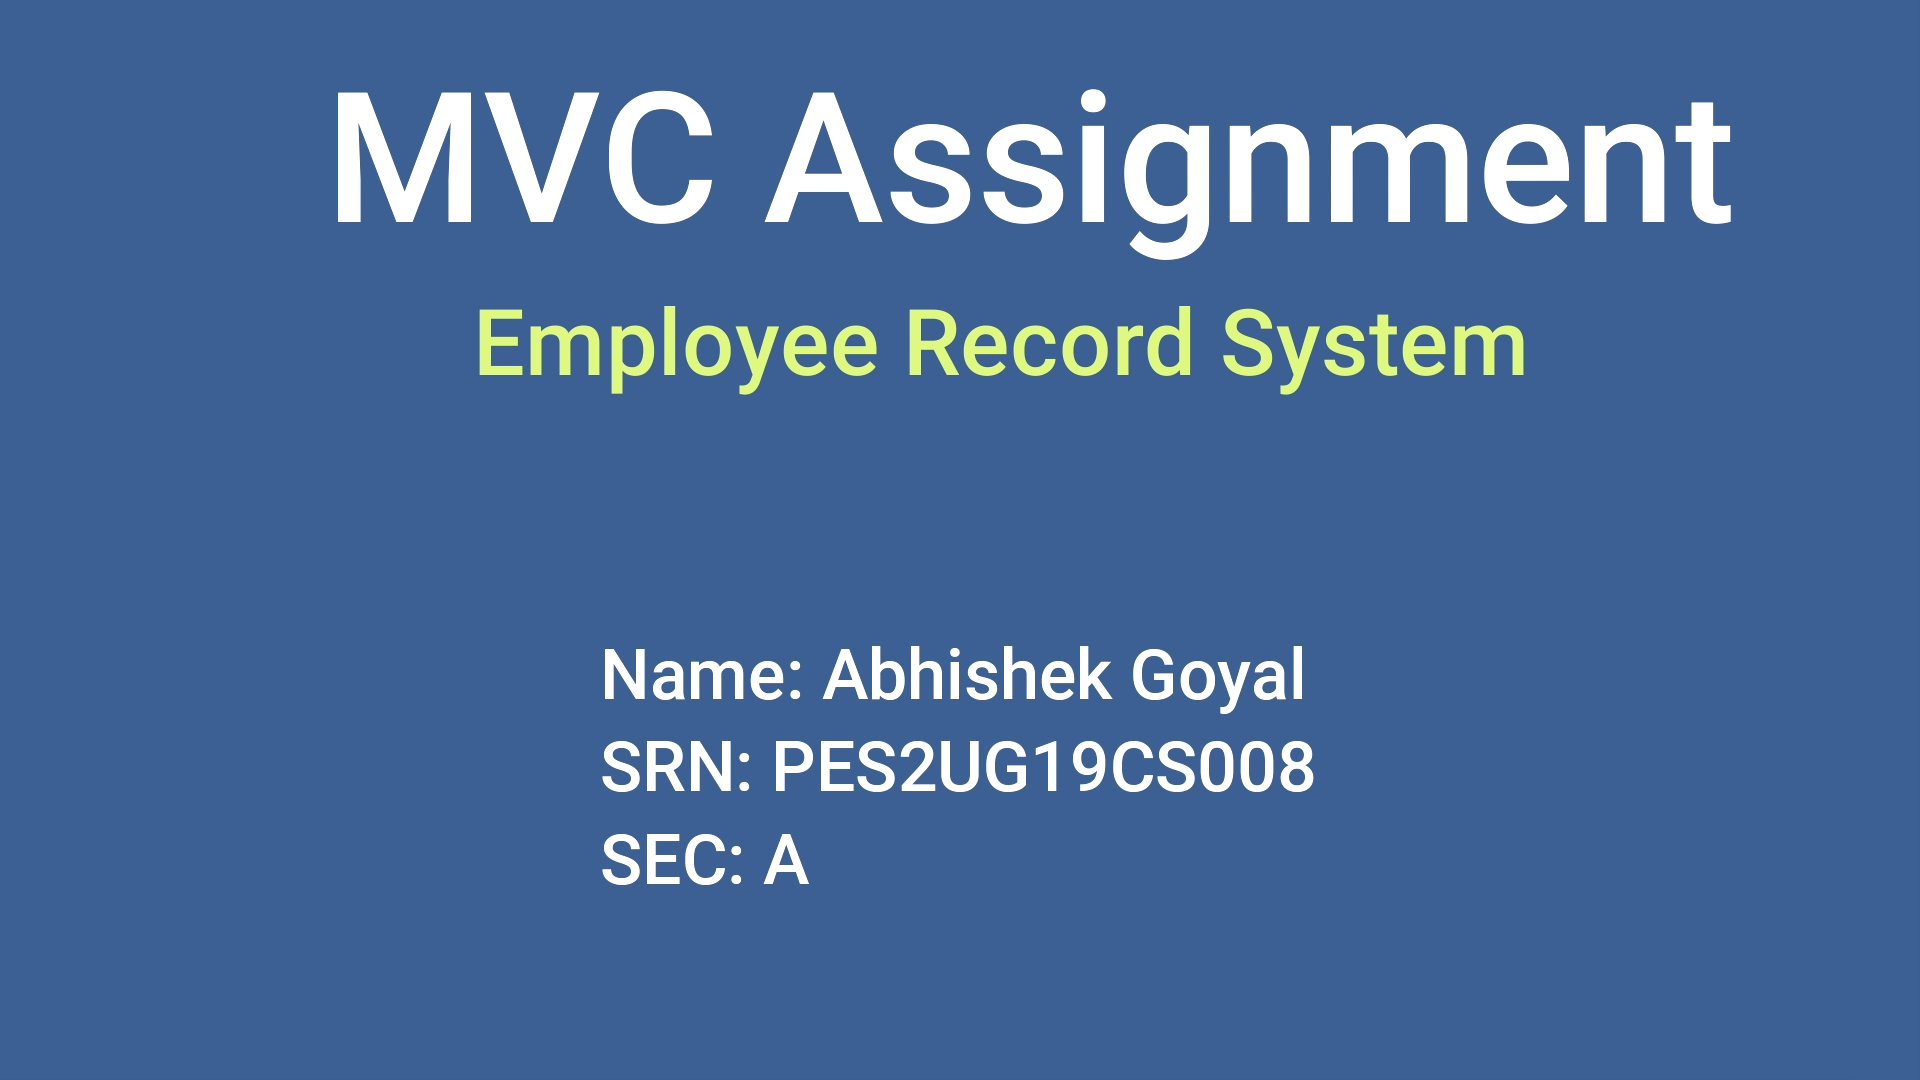 MVC Assignment
Employee Record System
Name: Abhishek Goyal
SRN: PES2UG19CS008
SEC: A